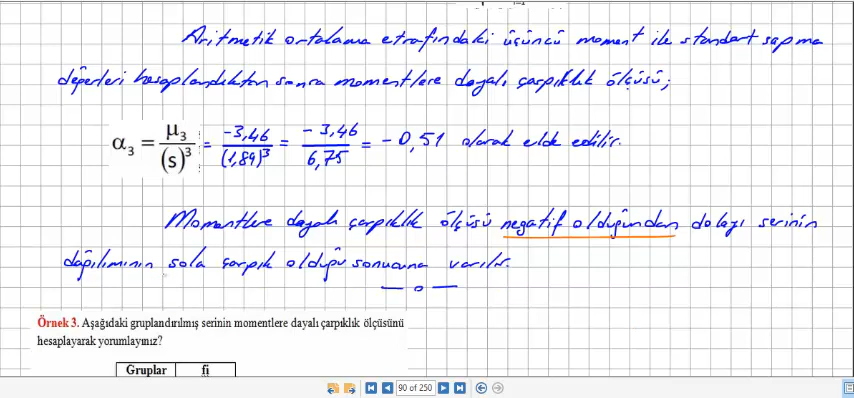 Aritmetik ortalama etrafındaki üçüncü moment ile standart sapma
değerleri hesaplandıktan sonra momentlere dayalı çarpıklık ölçüsü;
α₃ = μ₃/(s)³ = -3,46/(1,89)³ = -3,46/6,75 = -0,51 olarak elde edilir.
Momentlere dayalı çarpıklık ölçüsü negatif olduğundan dolayı serinin
dağılımının sola çarpık olduğu sonucuna varılır.
Örnek 3. Aşağıdaki gruplandırılmış serinin momentlere dayalı çarpıklık ölçüsünü
hesaplayarak yorumlayınız?
Gruplar fi
90 of 250